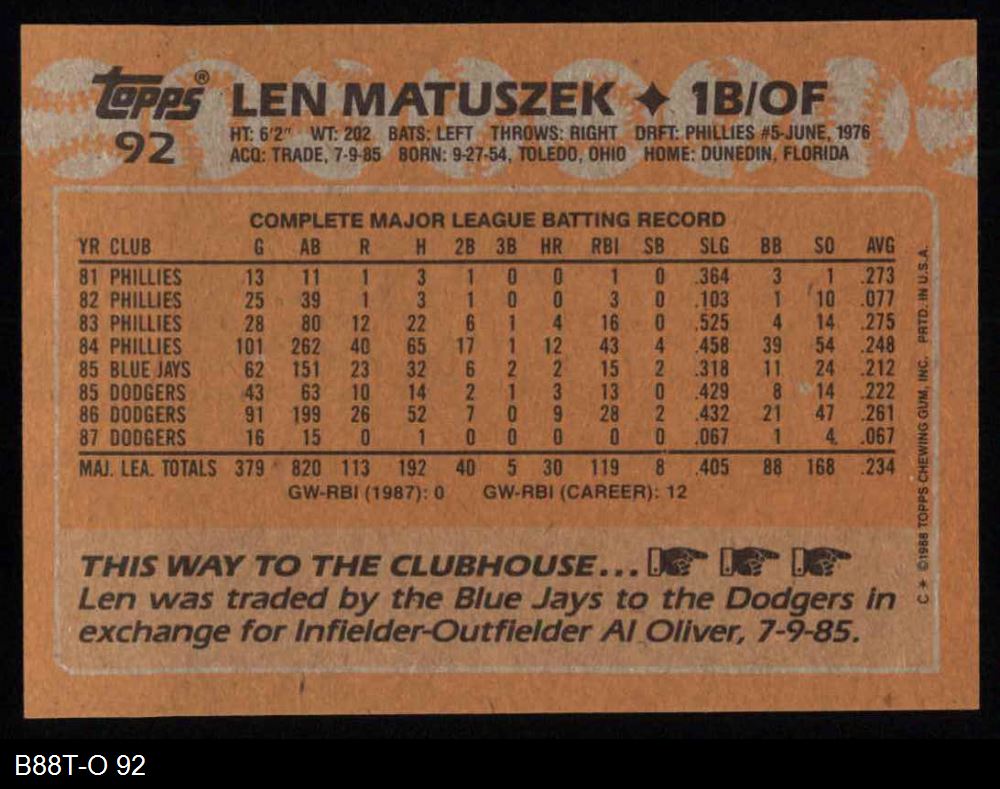 Topps® LEN MATUSZEK ✦ 1B/OF
92
HT: 6'2" WT: 202 BATS: LEFT THROWS: RIGHT DRFT: PHILLIES #5-JUNE, 1976
ACQ: TRADE, 7-9-85 BORN: 9-27-54, TOLEDO, OHIO HOME: DUNEDIN, FLORIDA
COMPLETE MAJOR LEAGUE BATTING RECORD
YR CLUB G AB R H 2B 3B HR RBI SB SLG BB SO AVG
81 PHILLIES 13 11 1 3 1 0 0 1 0 .364 3 1 .273
82 PHILLIES 25 39 1 3 1 0 0 3 0 .103 1 10 .077
83 PHILLIES 28 80 12 22 6 1 4 16 0 .525 4 14 .275
84 PHILLIES 101 262 40 65 17 1 12 43 4 .458 39 54 .248
85 BLUE JAYS 62 151 23 32 6 2 2 15 2 .318 11 24 .212
85 DODGERS 43 63 10 14 2 1 3 13 0 .429 8 14 .222
86 DODGERS 91 199 26 52 7 0 9 28 2 .432 21 47 .261
87 DODGERS 16 15 0 1 0 0 0 0 0 .067 1 4 .067
MAJ. LEA. TOTALS 379 820 113 192 40 5 30 119 8 .405 88 168 .234
GW-RBI (1987): 0 GW-RBI (CAREER): 12
THIS WAY TO THE CLUBHOUSE...
Len was traded by the Blue Jays to the Dodgers in
exchange for Infielder-Outfielder Al Oliver, 7-9-85.
C ✶ ©1988 TOPPS CHEWING GUM, INC. PRTD. IN U.S.A.
B88T-O 92